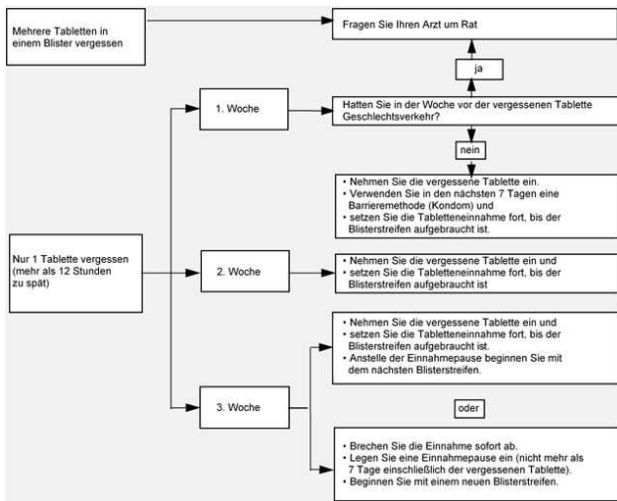 Mehrere Tabletten in
einem Blister vergessen
Fragen Sie Ihren Arzt um Rat
ja
1. Woche
Hatten Sie in der Woche vor der vergessenen Tablette
Geschlechtsverkehr?
nein
• Nehmen Sie die vergessene Tablette ein.
• Verwenden Sie in den nächsten 7 Tagen eine
Barrieremethode (Kondom) und
• setzen Sie die Tabletteneinnahme fort, bis der
Blisterstreifen aufgebraucht ist.
Nur 1 Tablette vergessen
(mehr als 12 Stunden
zu spät)
2. Woche
• Nehmen Sie die vergessene Tablette ein und
• setzen Sie die Tabletteneinnahme fort, bis der
Blisterstreifen aufgebraucht ist
3. Woche
• Nehmen Sie die vergessene Tablette ein und
• setzen Sie die Tabletteneinnahme fort, bis der
Blisterstreifen aufgebraucht ist.
• Anstelle der Einnahmepause beginnen Sie mit
dem nächsten Blisterstreifen.
oder
• Brechen Sie die Einnahme sofort ab.
• Legen Sie eine Einnahmepause ein (nicht mehr als
7 Tage einschließlich der vergessenen Tablette).
• Beginnen Sie mit einem neuen Blisterstreifen.